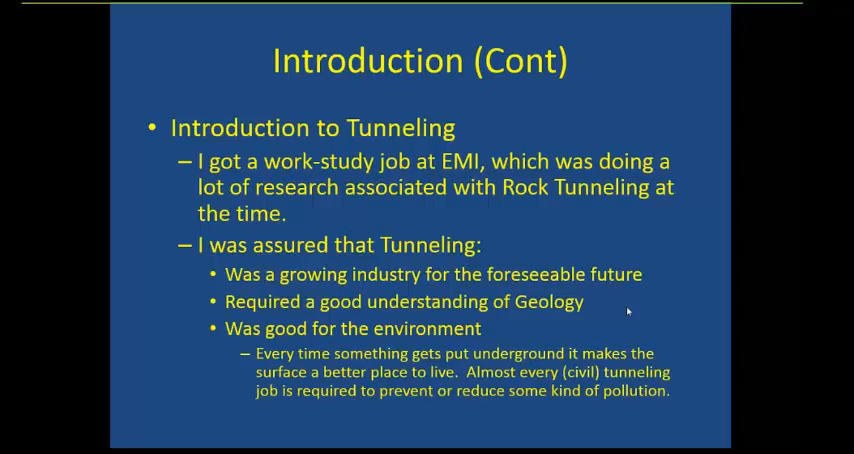 Introduction (Cont)
• Introduction to Tunneling
– I got a work-study job at EMI, which was doing a
lot of research associated with Rock Tunneling at
the time.
– I was assured that Tunneling:
• Was a growing industry for the foreseeable future
• Required a good understanding of Geology
• Was good for the environment
– Every time something gets put underground it makes the
surface a better place to live.  Almost every (civil) tunneling
job is required to prevent or reduce some kind of pollution.